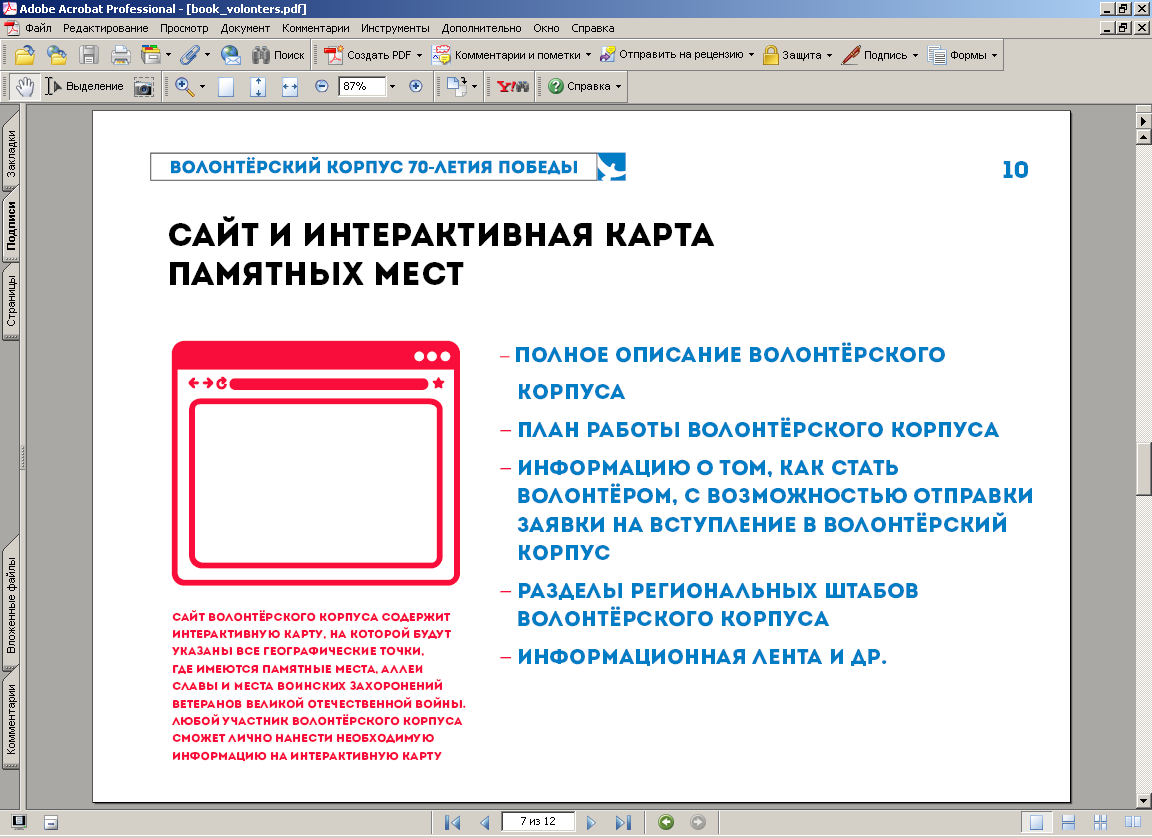 Adobe Acrobat Professional - [book_volonters.pdf]
Файл Редактирование Просмотр Документ Комментарии Инструменты Дополнительно Окно Справка
Поиск Создать PDF Комментарии и пометки Отправить на рецензию Защита Подпись Формы
Выделение 87% Y! Справка
Закладки
Подписи
Страницы
Вложенные файлы
Комментарии
ВОЛОНТЁРСКИЙ КОРПУС 70-ЛЕТИЯ ПОБЕДЫ
10
САЙТ И ИНТЕРАКТИВНАЯ КАРТА
ПАМЯТНЫХ МЕСТ
– ПОЛНОЕ ОПИСАНИЕ ВОЛОНТЁРСКОГО
КОРПУСА
– ПЛАН РАБОТЫ ВОЛОНТЁРСКОГО КОРПУСА
– ИНФОРМАЦИЮ О ТОМ, КАК СТАТЬ
ВОЛОНТЁРОМ, С ВОЗМОЖНОСТЬЮ ОТПРАВКИ
ЗАЯВКИ НА ВСТУПЛЕНИЕ В ВОЛОНТЁРСКИЙ
КОРПУС
– РАЗДЕЛЫ РЕГИОНАЛЬНЫХ ШТАБОВ
ВОЛОНТЁРСКОГО КОРПУСА
– ИНФОРМАЦИОННАЯ ЛЕНТА И ДР.
САЙТ ВОЛОНТЁРСКОГО КОРПУСА СОДЕРЖИТ
ИНТЕРАКТИВНУЮ КАРТУ, НА КОТОРОЙ БУДУТ
УКАЗАНЫ ВСЕ ГЕОГРАФИЧЕСКИЕ ТОЧКИ,
ГДЕ ИМЕЮТСЯ ПАМЯТНЫЕ МЕСТА, АЛЛЕИ
СЛАВЫ И МЕСТА ВОИНСКИХ ЗАХОРОНЕНИЙ
ВЕТЕРАНОВ ВЕЛИКОЙ ОТЕЧЕСТВЕННОЙ ВОЙНЫ.
ЛЮБОЙ УЧАСТНИК ВОЛОНТЁРСКОГО КОРПУСА
СМОЖЕТ ЛИЧНО НАНЕСТИ НЕОБХОДИМУЮ
ИНФОРМАЦИЮ НА ИНТЕРАКТИВНУЮ КАРТУ
7 из 12